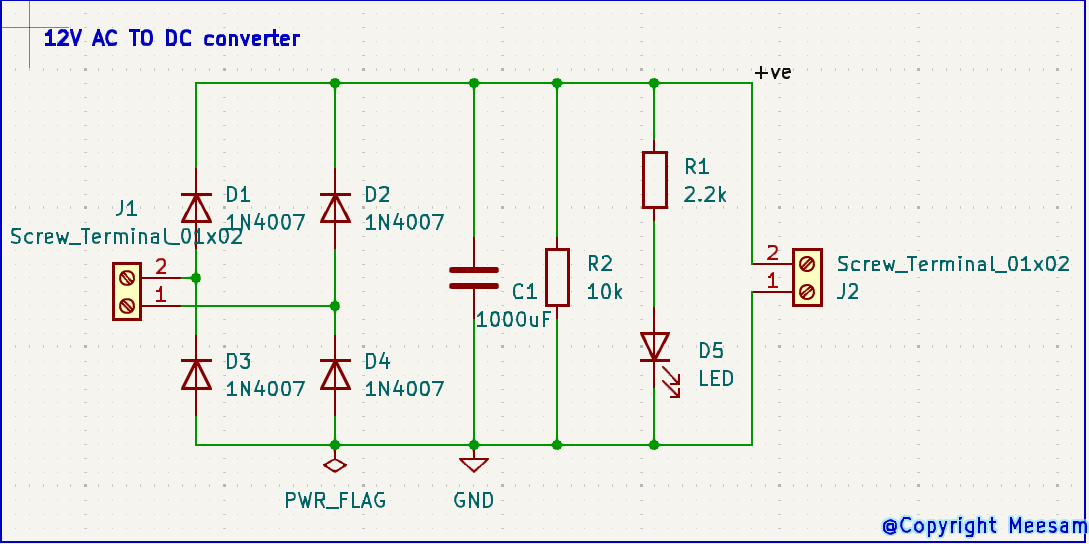 12V AC TO DC converter
+ve
R1
2.2k
D1
1N4007
D2
1N4007
J1
Screw_Terminal_01x02
2
1
R2
10k
C1
1000uF
2
1
Screw_Terminal_01x02
J2
D3
1N4007
D4
1N4007
D5
LED
PWR_FLAG
GND
@Copyright Meesam